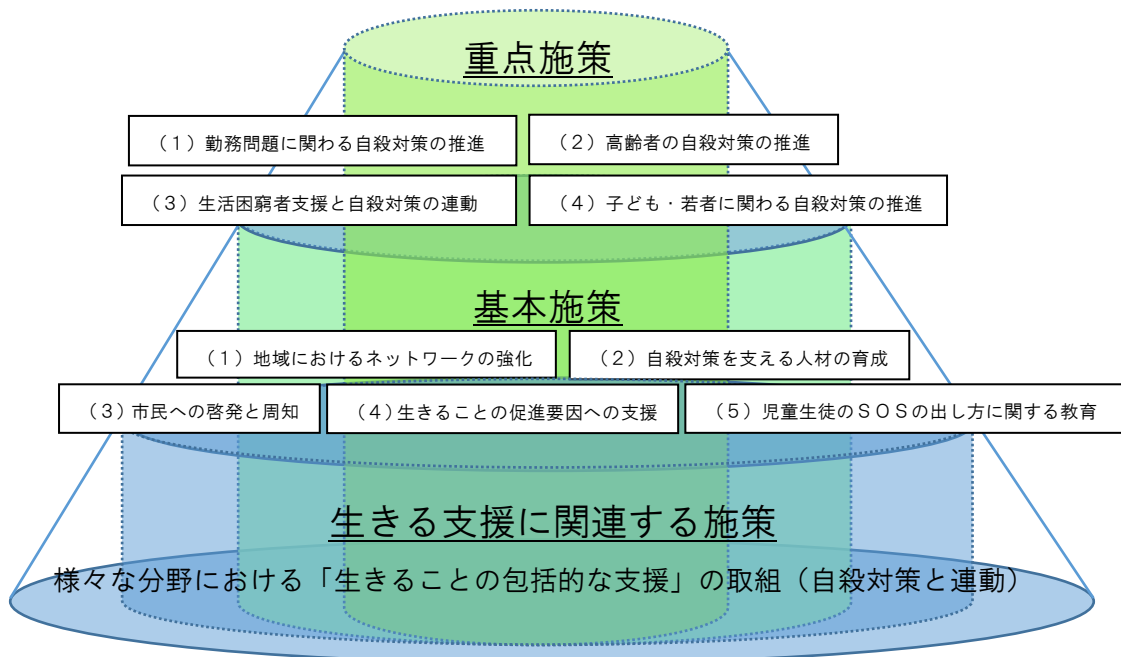 重点施策
（１）勤務問題に関わる自殺対策の推進
（２）高齢者の自殺対策の推進
（３）生活困窮者支援と自殺対策の連動
（４）子ども・若者に関わる自殺対策の推進
基本施策
（１）地域におけるネットワークの強化
（２）自殺対策を支える人材の育成
（３）市民への啓発と周知
（４）生きることの促進要因への支援
（５）児童生徒のＳＯＳの出し方に関する教育
生きる支援に関連する施策
様々な分野における「生きることの包括的な支援」の取組（自殺対策と連動）